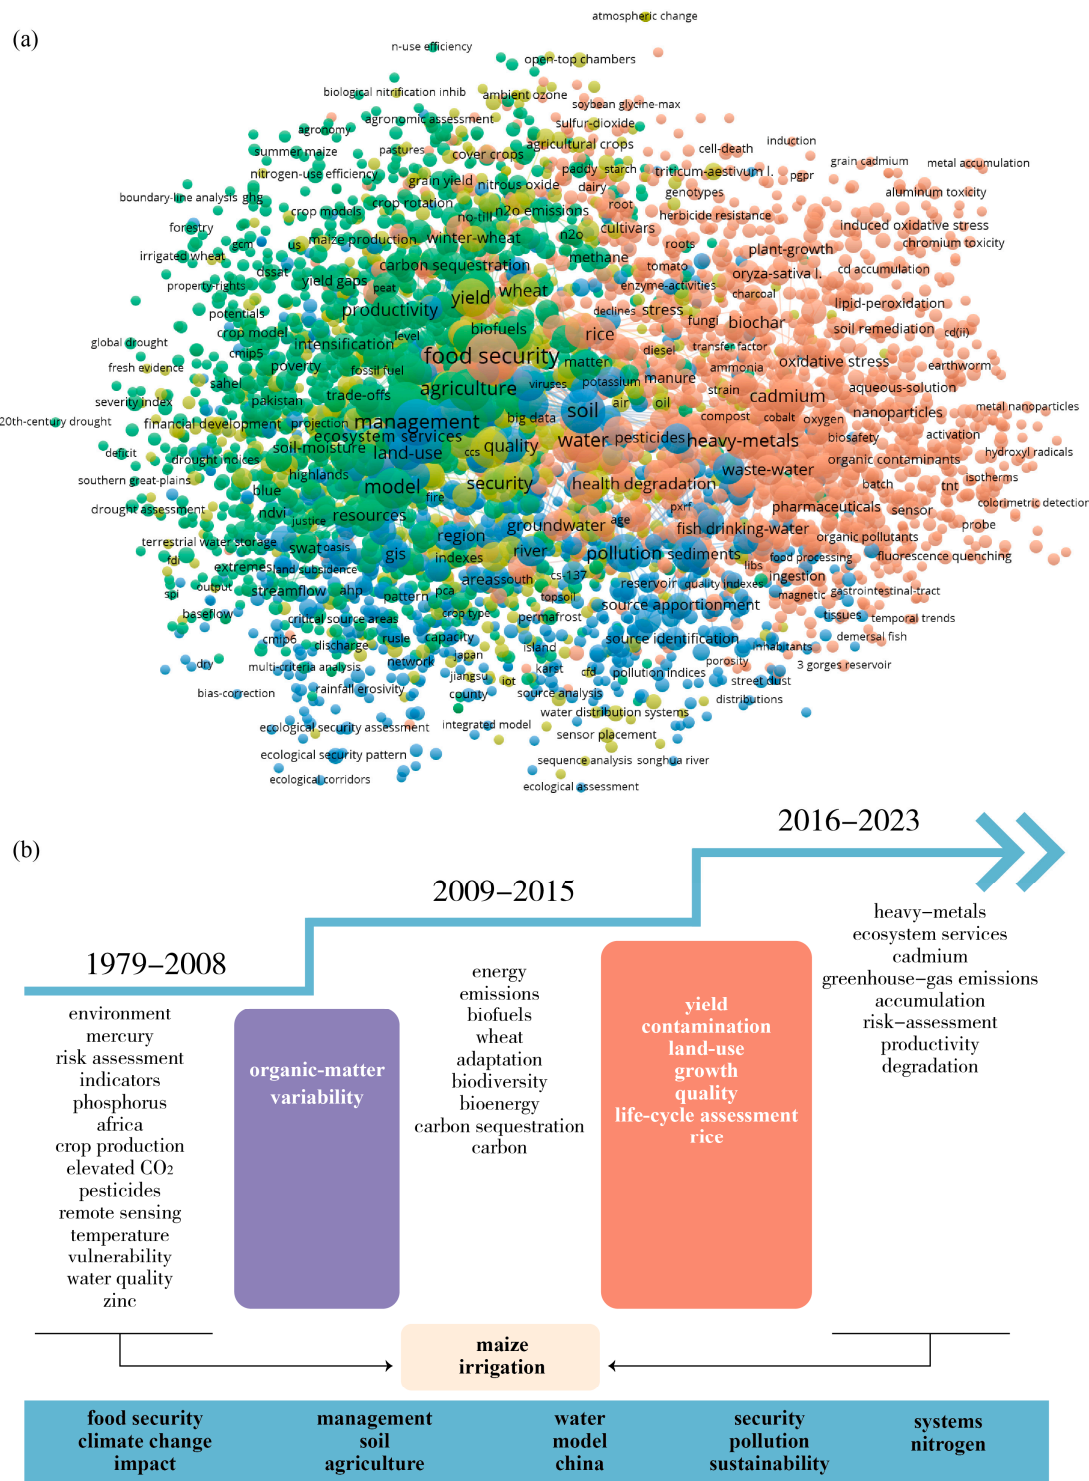 (a)
atmospheric change
n-use efficiency
open-top chambers
biological nitrification inhib
ambient ozone
soybean glycine-max
agronomic assessment
sulfur-dioxide
agronomy
agricultural crops
induction
summer maize
pastures
cover crops
cell-death
grain cadmium
metal accumulation
nitrogen-use efficiency
grain yield
nitrous oxide
paddy
starch
triticum-aestivum l.
pgpr
dairy
genotypes
aluminum toxicity
boundary-line analysis
ghg
crop models
crop rotation
no-till
n2o emissions
root
herbicide resistance
induced oxidative stress
forestry
gcm
us
maize production
winter-wheat
n2o
cultivars
roots
plant-growth
chromium toxicity
irrigated wheat
dssat
carbon sequestration
methane
tomato
oryza-sativa l.
cd accumulation
property-rights
yield gaps
peat
yield
wheat
enzyme-activities
charcoal
lipid-peroxidation
potentials
productivity
declines
stress
fungi
biochar
soil remediation
cd(ii)
global drought
crop model
intensification
level
biofuels
rice
diesel
transfer factor
cmip5
fresh evidence
poverty
fossil fuel
food security
matter
ammonia
oxidative stress
earthworm
sahel
trade-offs
agriculture
viruses
potassium
manure
strain
cadmium
aqueous-solution
severity index
pakistan
20th-century drought
financial development
projection
management
big data
soil
air
oil
compost
cobalt
oxygen
nanoparticles
metal nanoparticles
deficit
drought indices
soil-moisture
ecosystem services
land-use
ccs
quality
water
pesticides
heavy-metals
biosafety
activation
hydroxyl radicals
southern great-plains
highlands
organic contaminants
blue
model
fire
security
health degradation
waste-water
batch
tnt
isotherms
drought assessment
ndvi
justice
resources
groundwater
age
pxrf
pharmaceuticals
sensor
colorimetric detection
fish
drinking-water
probe
terrestrial water storage
swat
oasis
gis
region
indexes
river
pollution
sediments
organic pollutants
fdi
extremes
land subsidence
areas
south
cs-137
libs
food processing
fluorescence quenching
spi
output
streamflow
ahp
pattern
pca
topsoil
reservoir
quality indexes
ingestion
magnetic
gastrointestinal-tract
baseflow
critical source areas
crop type
permafrost
source apportionment
tissues
temporal trends
cmip6
discharge
rusle
capacity
source identification
demersal fish
dry
multi-criteria analysis
network
japan
island
inhabitants
bias-correction
rainfall erosivity
jiangsu
iot
karst
cfd
pollution indices
porosity
3 gorges reservoir
county
source analysis
street dust
distributions
ecological security assessment
integrated model
water distribution systems
sensor placement
ecological security pattern
sequence analysis
songhua river
ecological corridors
ecological assessment
(b)
2016–2023
2009–2015
1979–2008
environment
mercury
risk assessment
indicators
phosphorus
africa
crop production
elevated CO2
pesticides
remote sensing
temperature
vulnerability
water quality
zinc
organic-matter
variability
energy
emissions
biofuels
wheat
adaptation
biodiversity
bioenergy
carbon sequestration
carbon
yield
contamination
land-use
growth
quality
life-cycle assessment
rice
heavy–metals
ecosystem services
cadmium
greenhouse–gas emissions
accumulation
risk–assessment
productivity
degradation
maize
irrigation
food security
climate change
impact
management
soil
agriculture
water
model
china
security
pollution
sustainability
systems
nitrogen